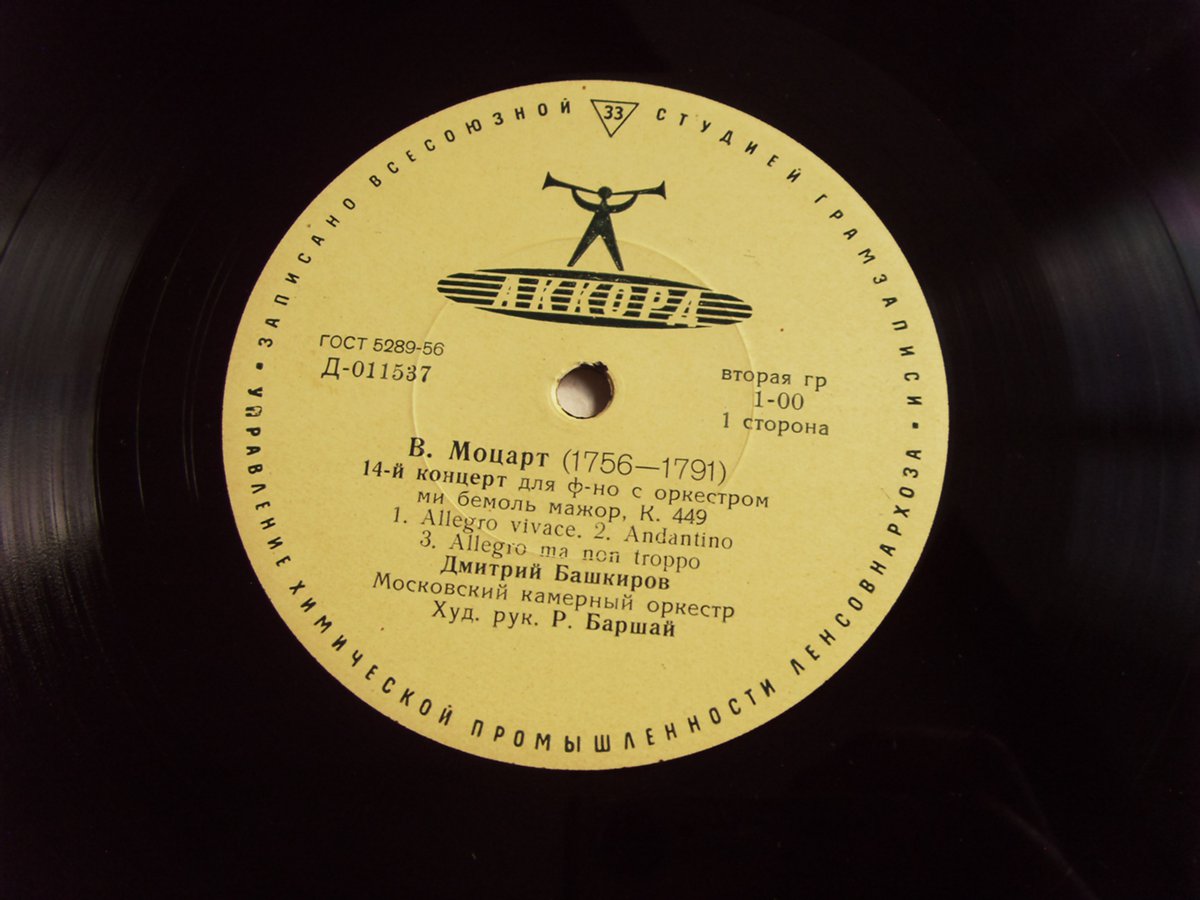 ЗАПИСАНО ВСЕСОЮЗНОЙ 33 СТУДИЕЙ ГРАМЗАПИСИ •
АККОРД
ГОСТ 5289-56
Д-011537
вторая гр
1-00
1 сторона
В. Моцарт (1756—1791)
14-й концерт для ф-но с оркестром
ми бемоль мажор, К. 449
1. Allegro vivace. 2. Andantino
3. Allegro ma non troppo
Дмитрий Башкиров
Московский камерный оркестр
Худ. рук. Р. Баршай
УПРАВЛЕНИЕ ХИМИЧЕСКОЙ ПРОМЫШЛЕННОСТИ ЛЕНСОВНАРХОЗА •